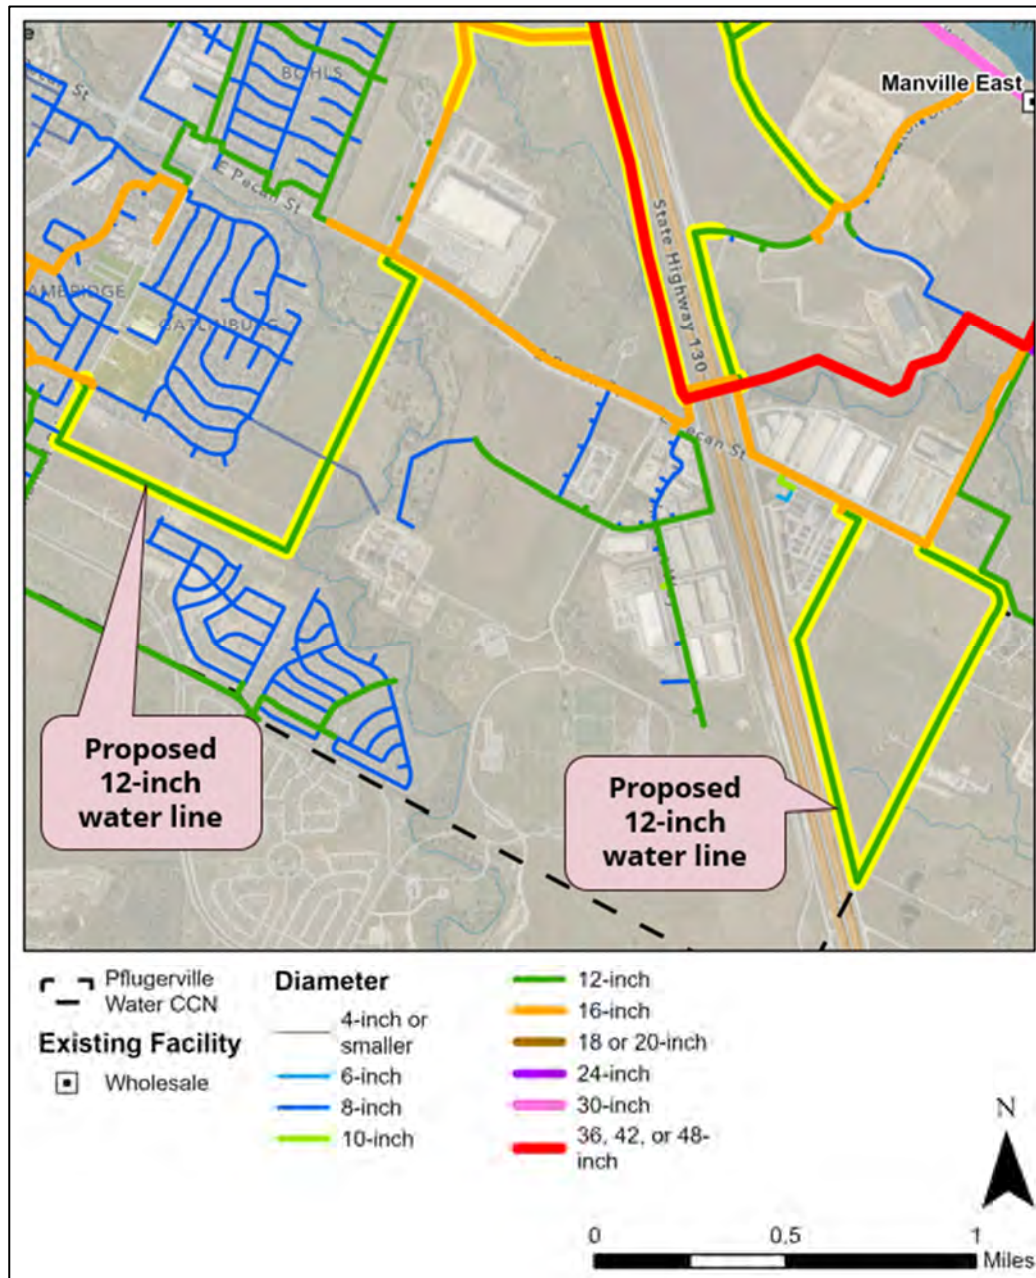 e
BOHLS
Manville East
E Pecan St
State Highway 130
AMBRIDGE
GATLINBURG
Pecan St
Proposed
12-inch
water line
Proposed
12-inch
water line
Pflugerville
Water CCN
Existing Facility
Wholesale
Diameter
4-inch or
smaller
6-inch
8-inch
10-inch
12-inch
16-inch
18 or 20-inch
24-inch
30-inch
36, 42, or 48-
inch
N
0
0.5
1
Miles